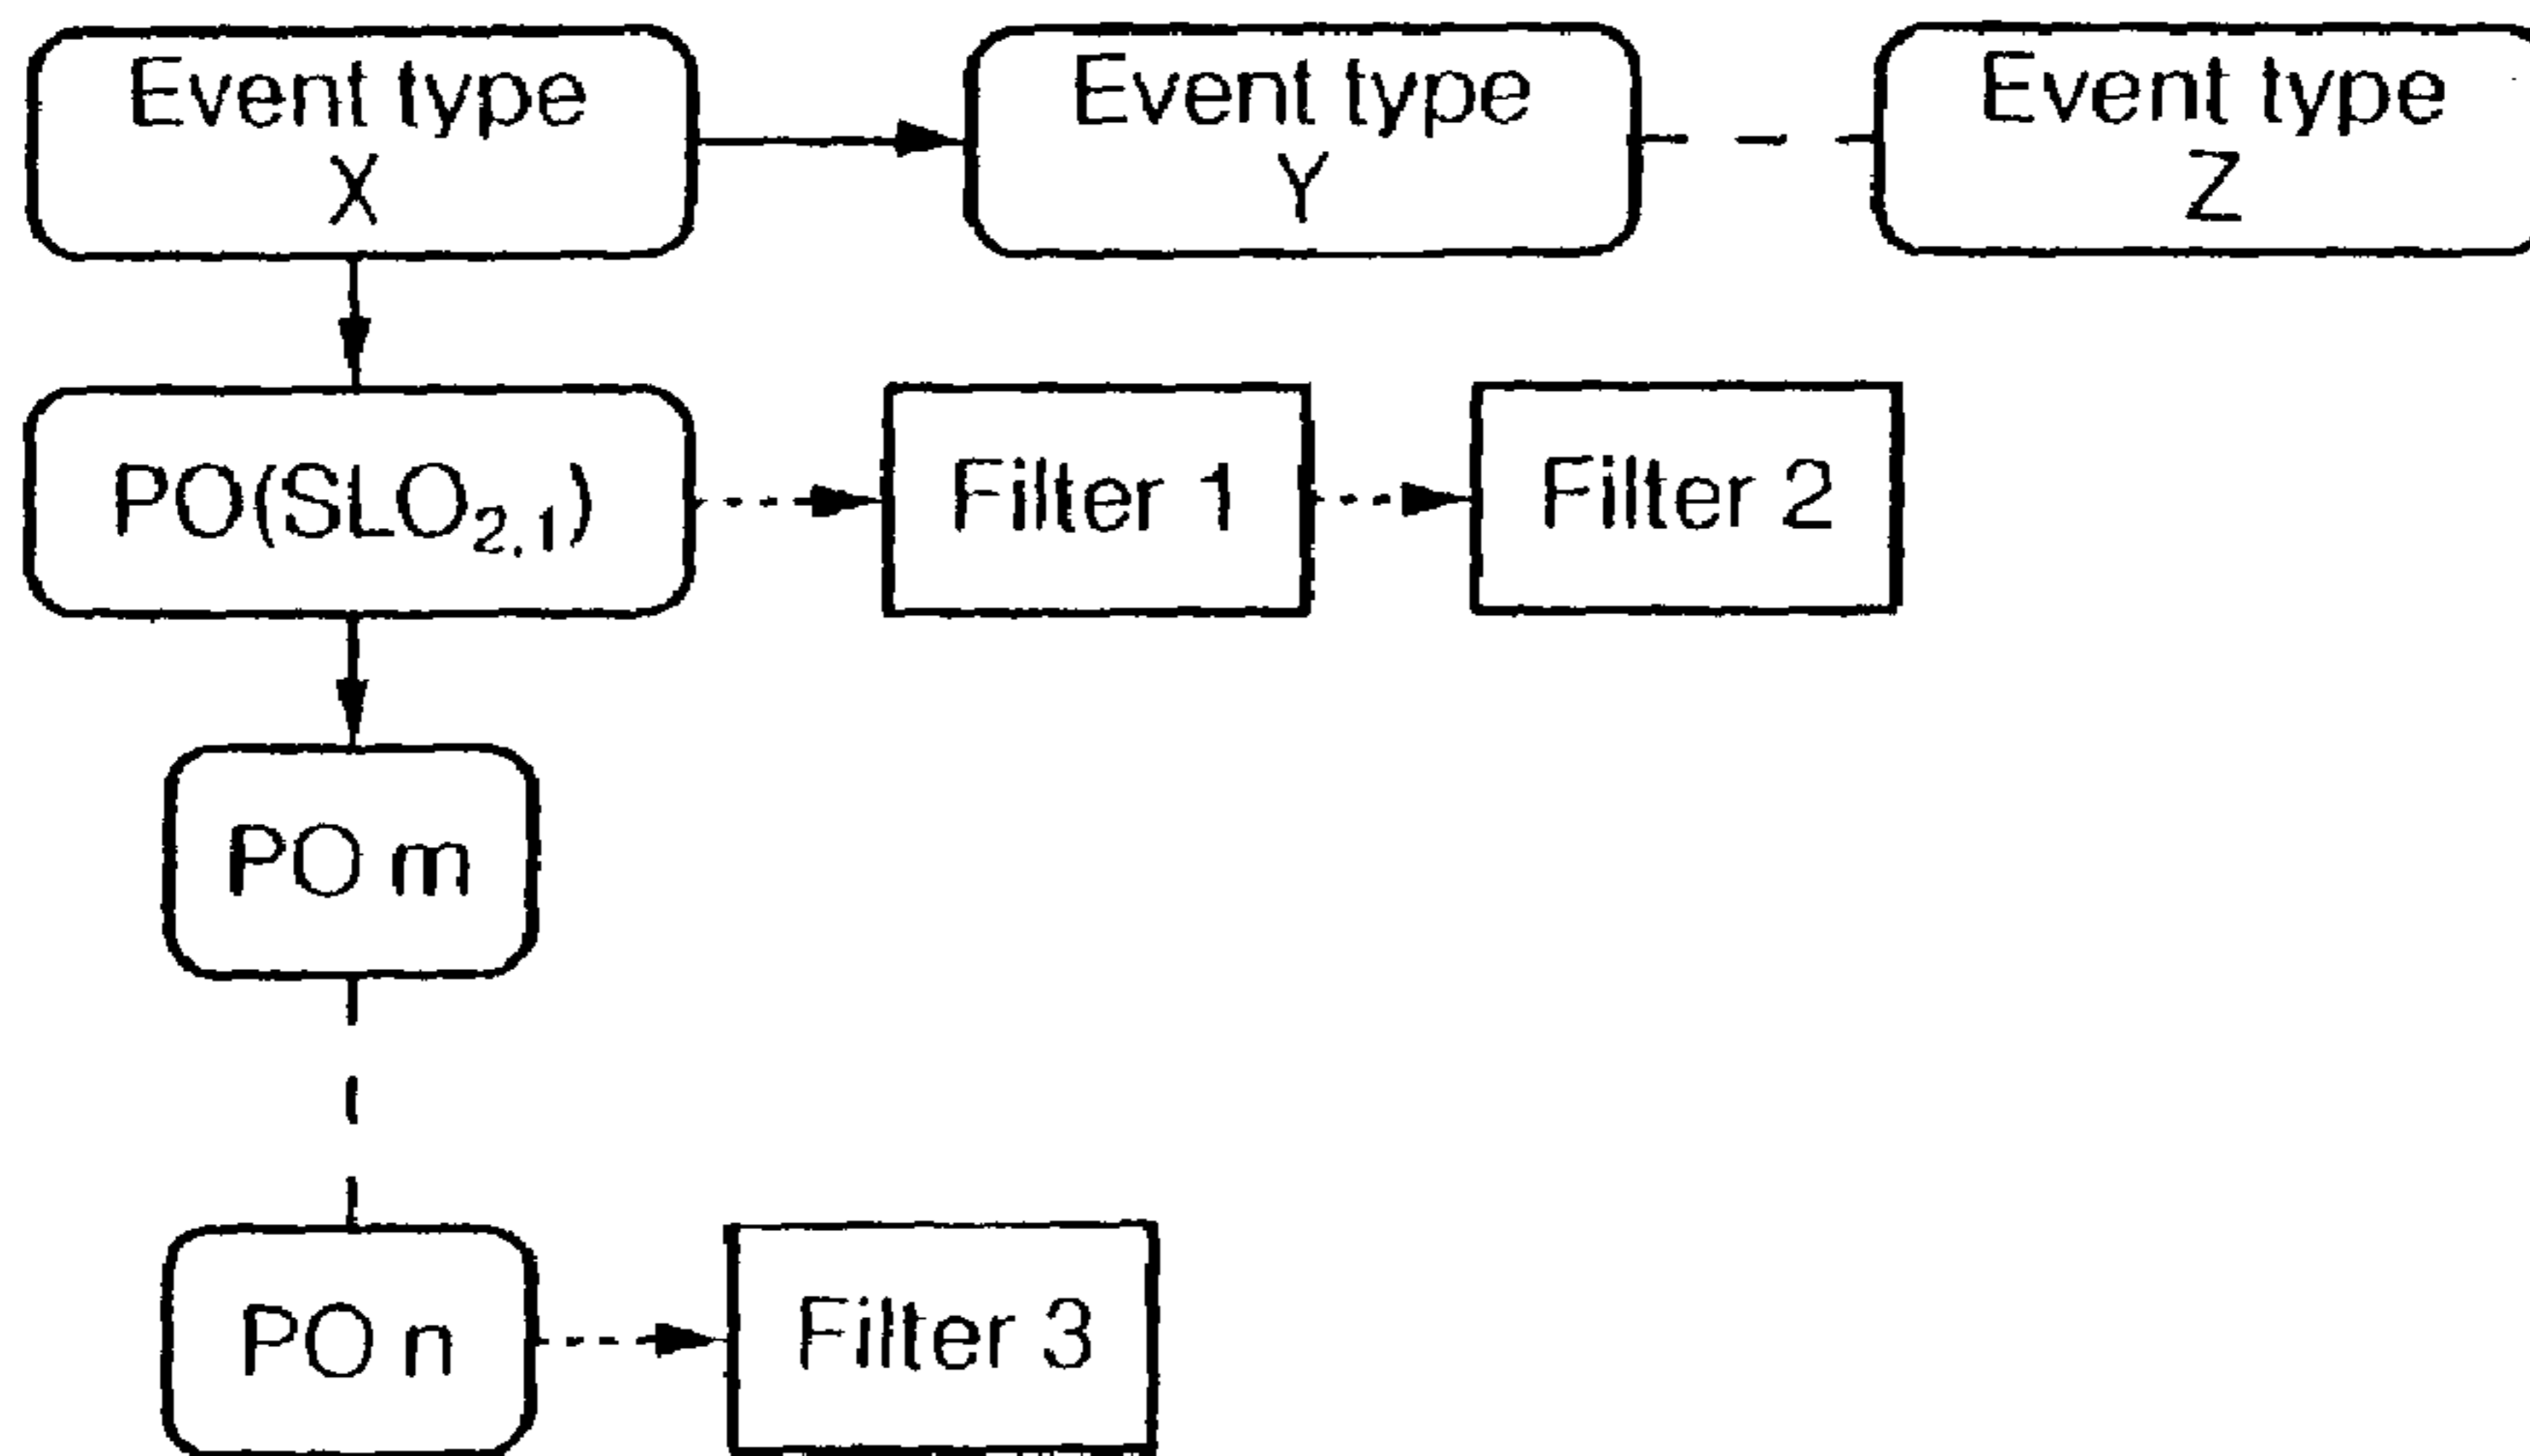 Event type
X
Event type
Y
Event type
Z
PO(SLO₂.₁)
Filter 1
Filter 2
PO m
PO n
Filter 3